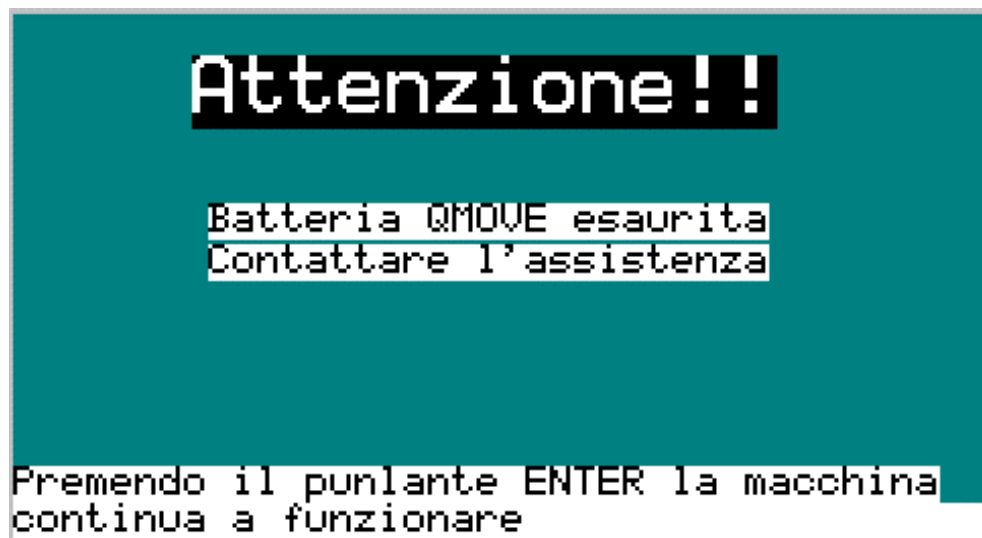 Attenzione!!
Batteria QMOVE esaurita
Contattare l'assistenza
Premendo il punlante ENTER la macchina
continua a funzionare